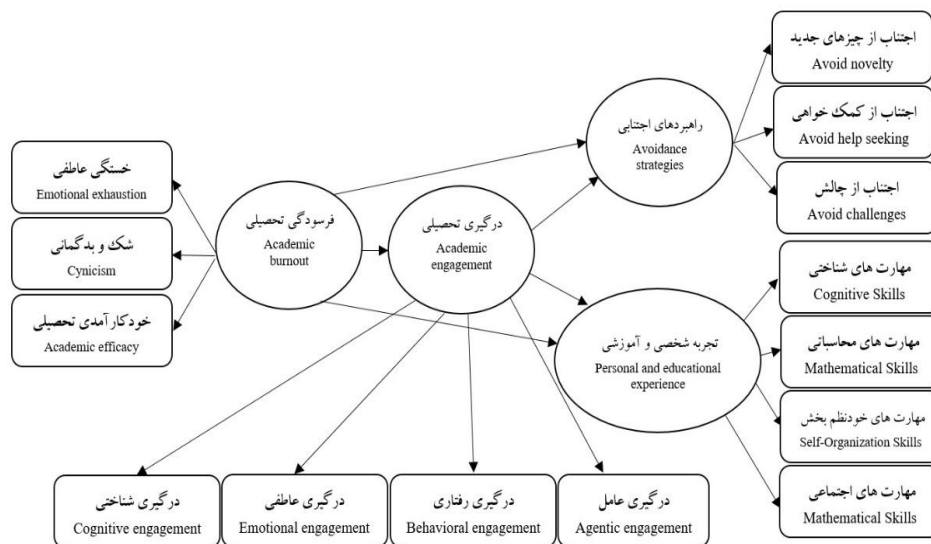 اجتناب از چیزهای جدید
Avoid novelty
اجتناب از کمک خواهی
Avoid help seeking
اجتناب از چالش
Avoid challenges
راهبردهای اجتنابی
Avoidance
strategies
خستگی عاطفی
Emotional exhaustion
شک و بدگمانی
Cynicism
خودکارآمدی تحصیلی
Academic efficacy
فرسودگی تحصیلی
Academic
burnout
درگیری تحصیلی
Academic
engagement
تجربه شخصی و آموزشی
Personal and educational
experience
مهارت های شناختی
Cognitive Skills
مهارت های محاسباتی
Mathematical Skills
مهارت های خودنظم بخش
Self-Organization Skills
مهارت های اجتماعی
Mathematical Skills
درگیری شناختی
Cognitive engagement
درگیری عاطفی
Emotional engagement
درگیری رفتاری
Behavioral engagement
درگیری عامل
Agentic engagement